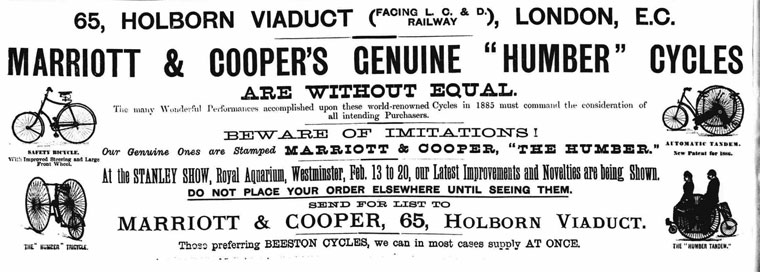 65, HOLBORN VIADUCT (FACING L. C. & D. RAILWAY), LONDON, E.C.
MARRIOTT & COOPER'S GENUINE "HUMBER" CYCLES
ARE WITHOUT EQUAL.
The many Wonderful Performances accomplished upon these world-renowned Cycles in 1885 must command the consideration of
all intending Purchasers.
BEWARE OF IMITATIONS!
Our Genuine Ones are Stamped MARRIOTT & COOPER, "THE HUMBER."
At the STANLEY SHOW, Royal Aquarium, Westminster, Feb. 13 to 20, our Latest Improvements and Novelties are being Shown.
DO NOT PLACE YOUR ORDER ELSEWHERE UNTIL SEEING THEM.
SEND FOR LIST TO
MARRIOTT & COOPER, 65, HOLBORN VIADUCT.
Those preferring BEESTON CYCLES, we can in most cases supply AT ONCE.
SAFETY BICYCLE.
With Improved Steering and Large
Front Wheel.
THE "HUMBER" TRICYCLE.
AUTOMATIC TANDEM.
New Patent for 1886.
THE "HUMBER TANDEM."